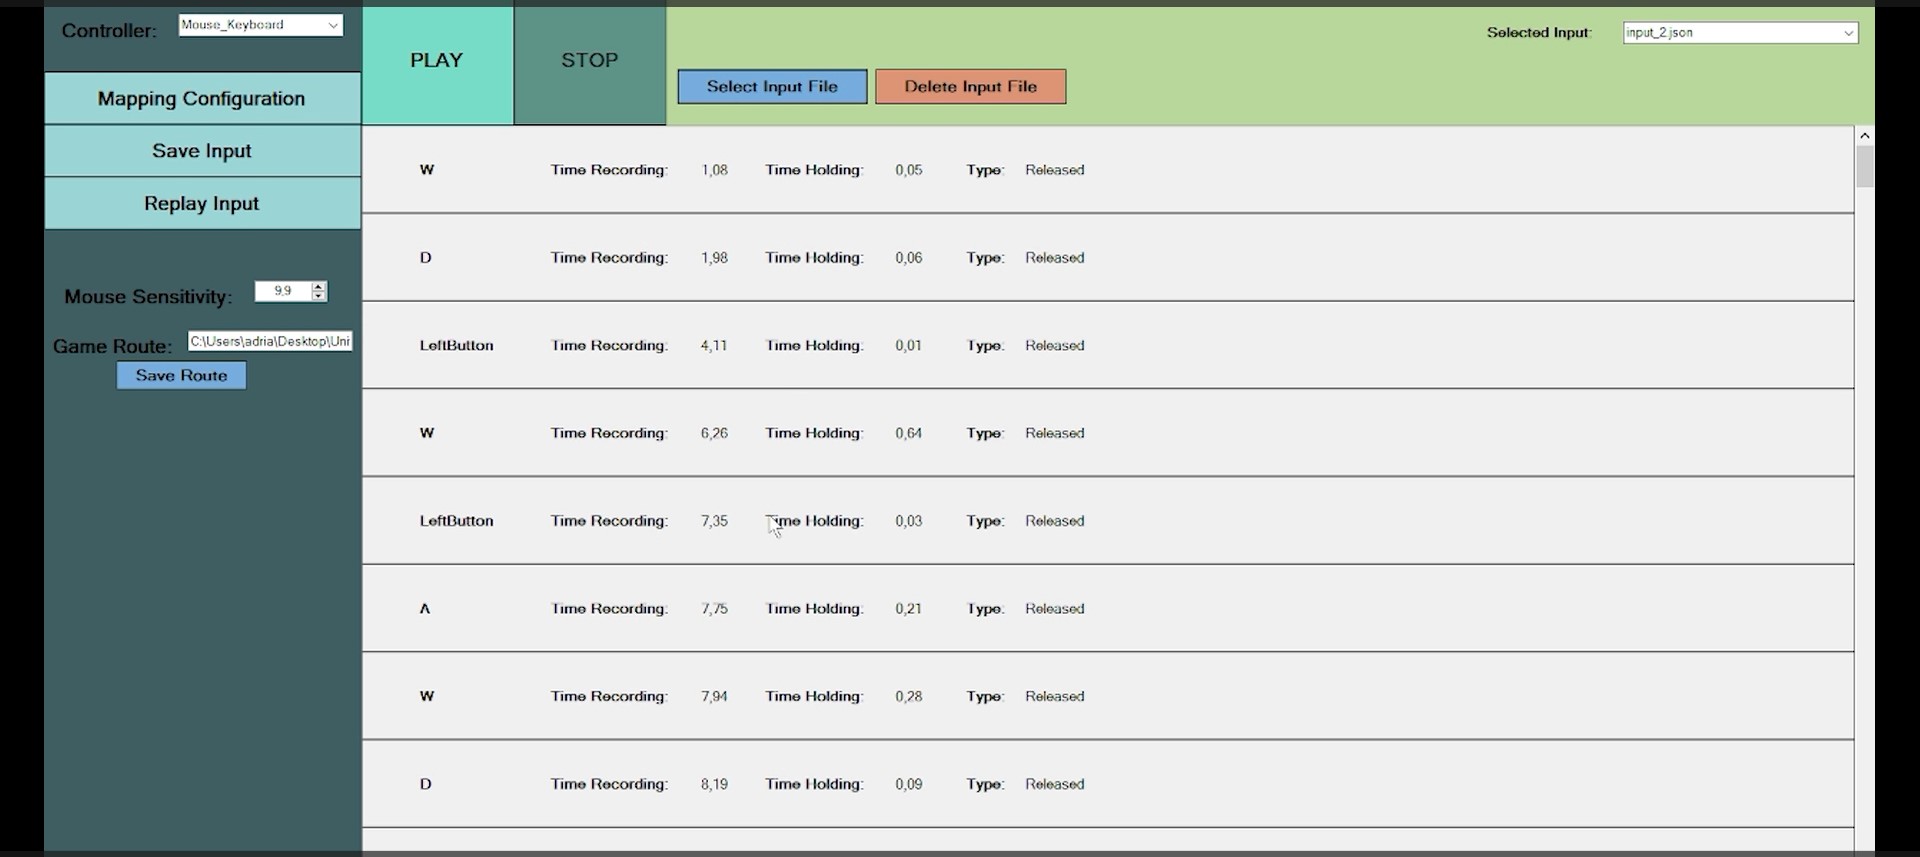 Controller: Mouse_Keyboard
Mapping Configuration
Save Input
Replay Input
Mouse Sensitivity: 9,9
Game Route: C:\Users\adria\Desktop\Uni
Save Route
PLAY STOP
Select Input File Delete Input File
Selected Input: input_2.json
W Time Recording: 1,08 Time Holding: 0,05 Type: Released
D Time Recording: 1,98 Time Holding: 0,06 Type: Released
LeftButton Time Recording: 4,11 Time Holding: 0,01 Type: Released
W Time Recording: 6,26 Time Holding: 0,64 Type: Released
LeftButton Time Recording: 7,35 Time Holding: 0,03 Type: Released
A Time Recording: 7,75 Time Holding: 0,21 Type: Released
W Time Recording: 7,94 Time Holding: 0,28 Type: Released
D Time Recording: 8,19 Time Holding: 0,09 Type: Released